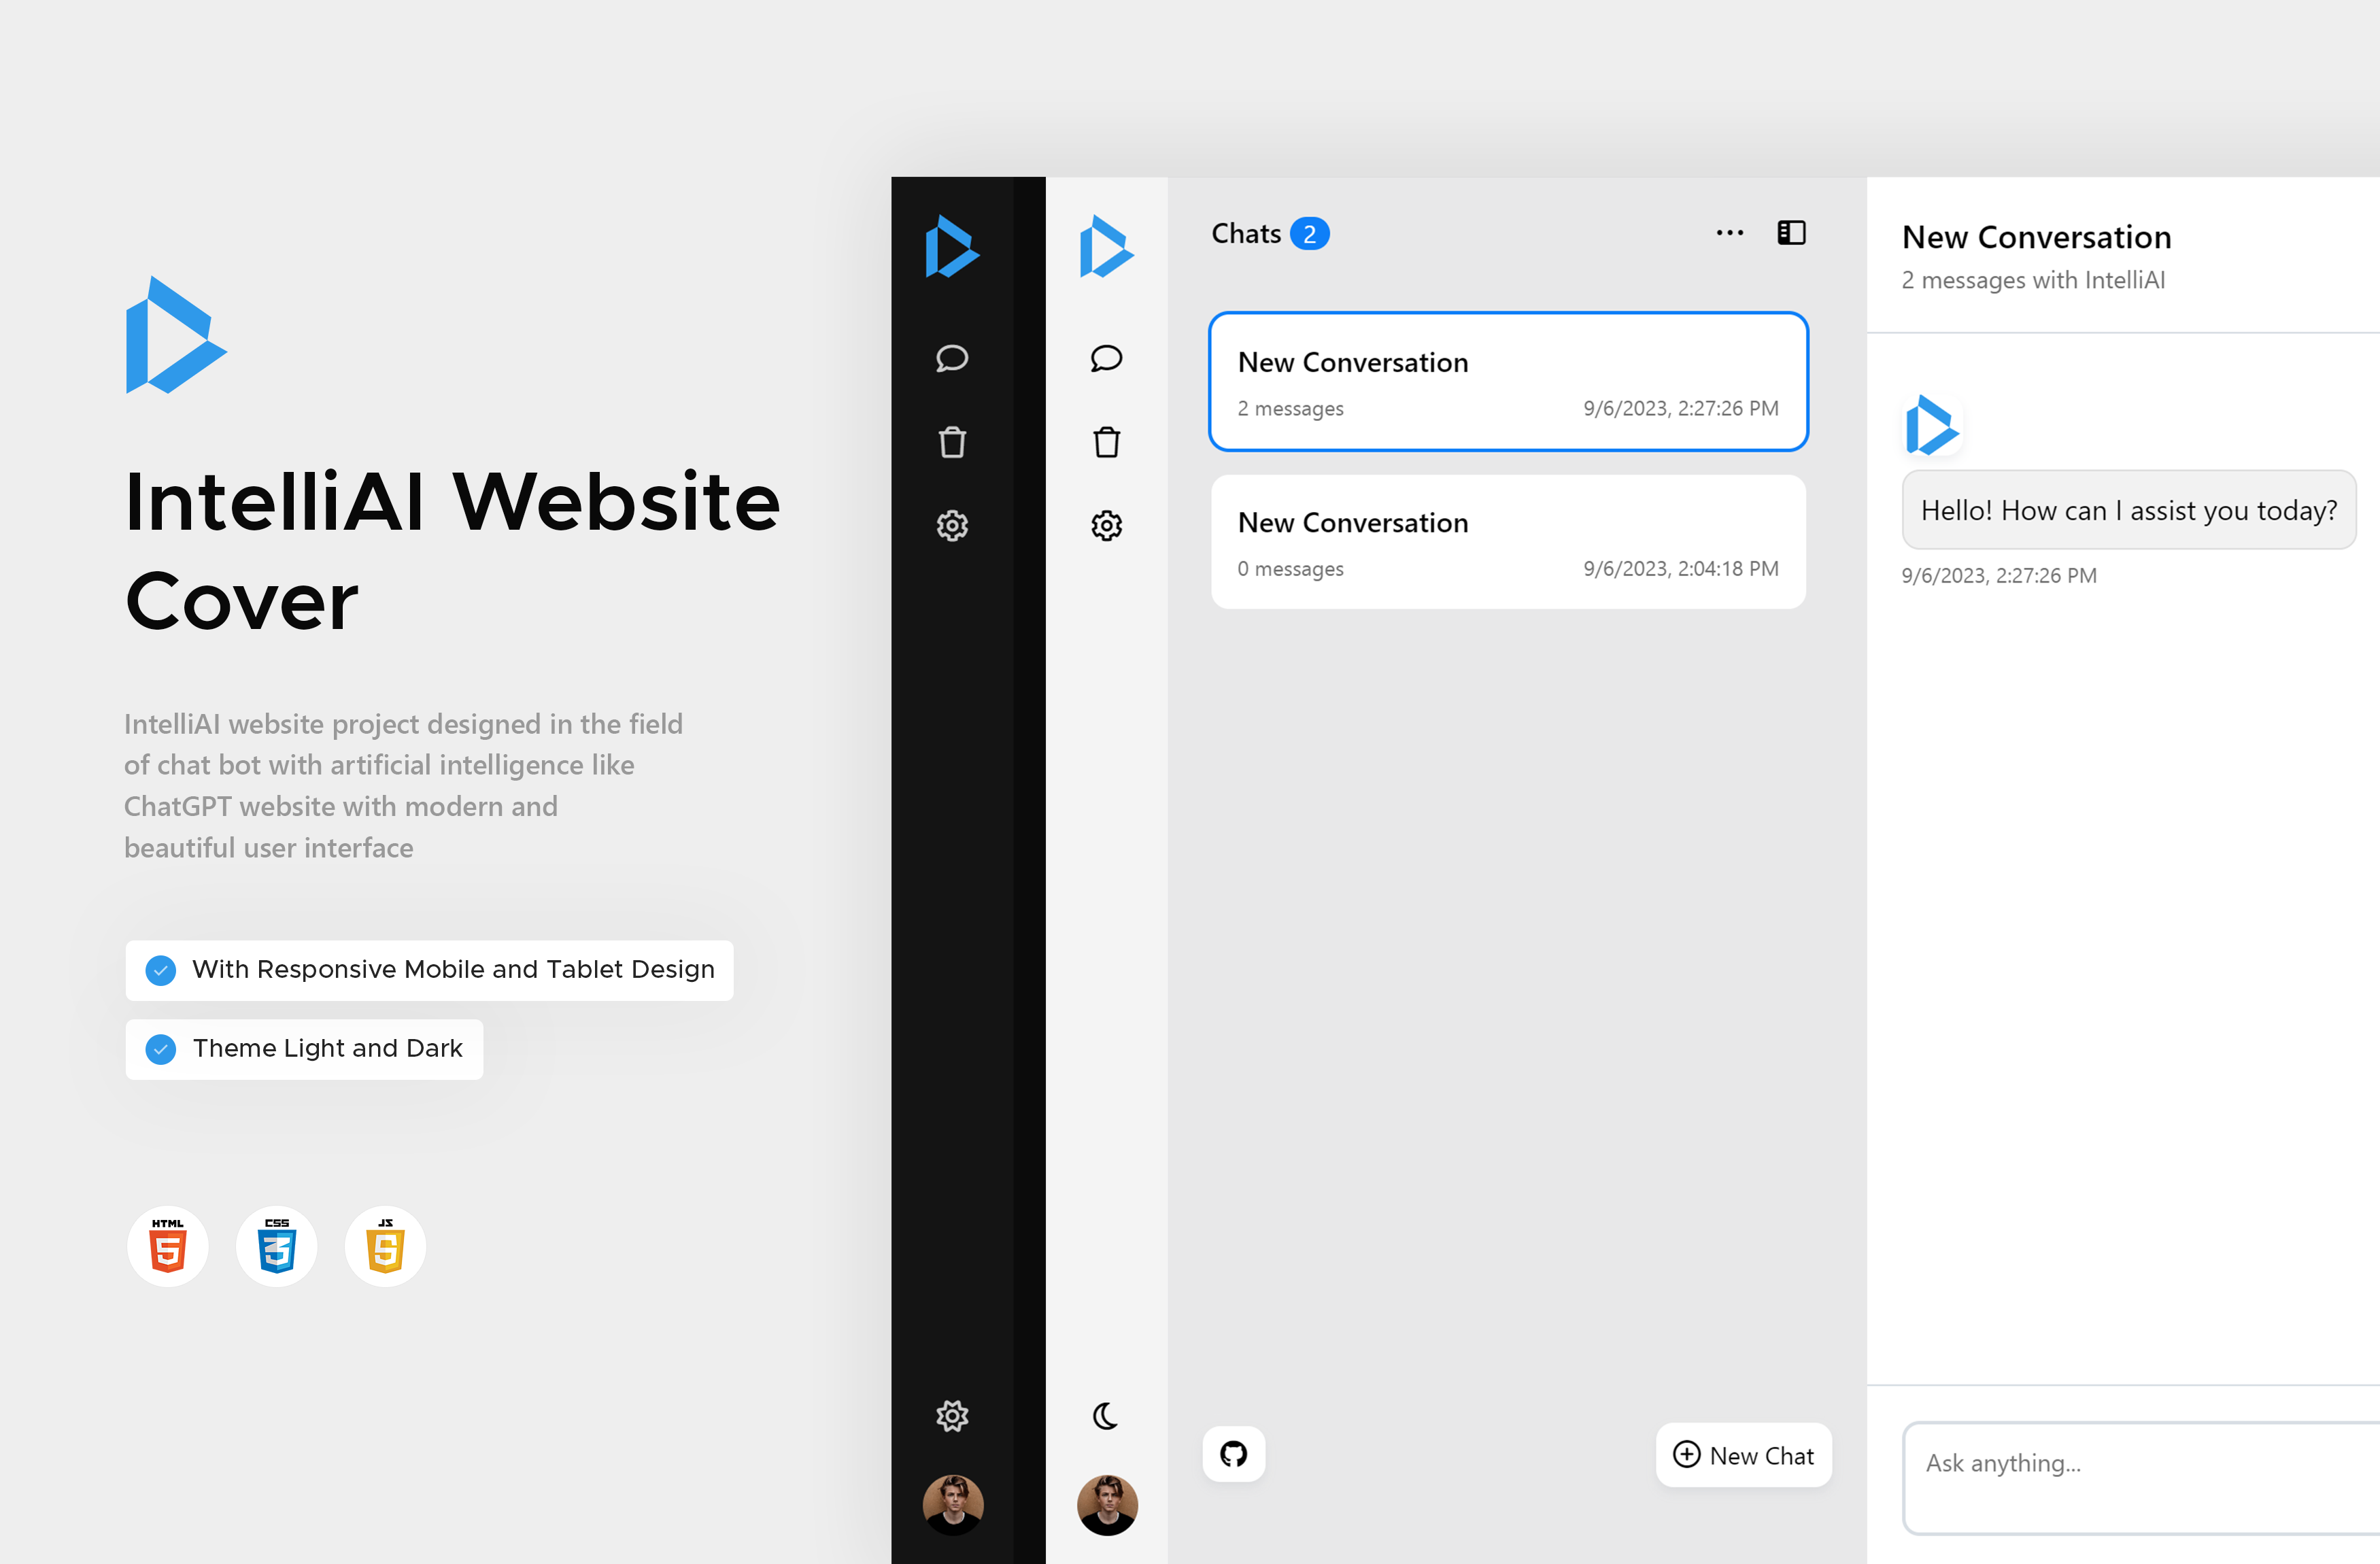 IntelliAI Website
Cover
IntelliAI website project designed in the field
of chat bot with artificial intelligence like
ChatGPT website with modern and
beautiful user interface
With Responsive Mobile and Tablet Design
Theme Light and Dark
HTML
5
CSS
3
JS
5
Chats 2
New Conversation
2 messages 9/6/2023, 2:27:26 PM
New Conversation
0 messages 9/6/2023, 2:04:18 PM
New Chat
New Conversation
2 messages with IntelliAI
Hello! How can I assist you today?
9/6/2023, 2:27:26 PM
Ask anything...